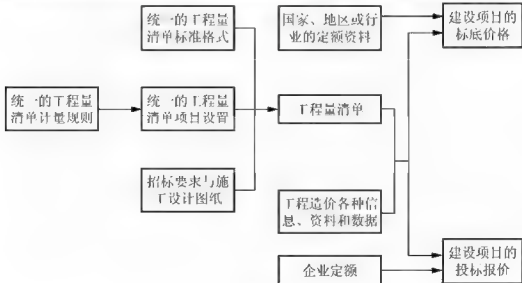 统一的工程量
清单标准格式
国家、地区或行
业的定额资料
建设项目的
标底价格
统一的工程量
清单计量规则
统一的工程量
清单项目设置
工程量清单
招标要求与施
工设计图纸
工程造价各种信
息、资料和数据
企业定额
建设项目的
投标报价